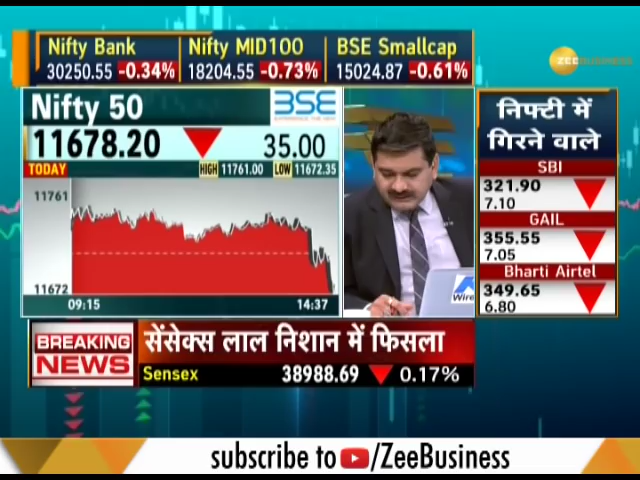 Nifty Bank
30250.55 -0.34%
Nifty MID100
18204.55 -0.73%
BSE Smallcap
15024.87 -0.61%
ZEE BUSINESS
Nifty 50
BSE
11678.20
35.00
TODAY
HIGH 11761.00 LOW 11672.35
11761
11672
09:15
14:37
निफ्टी में
गिरने वाले
SBI
321.90
7.10
GAIL
355.55
7.05
Bharti Airtel
349.65
6.80
Wire
BREAKING
NEWS
सेंसेक्स लाल निशान में फिसला
Sensex 38988.69 0.17%
subscribe to /ZeeBusiness